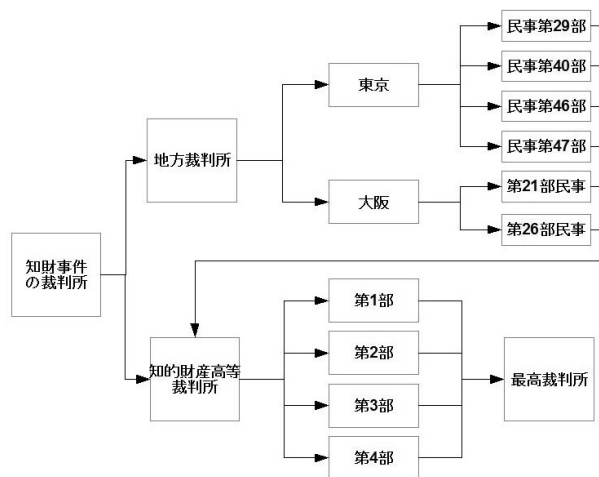 民事第29部
民事第40部
東京
民事第46部
地方裁判所
民事第47部
第21部民事
大阪
第26部民事
知財事件
の裁判所
第1部
第2部
知的財産高等
裁判所
最高裁判所
第3部
第4部